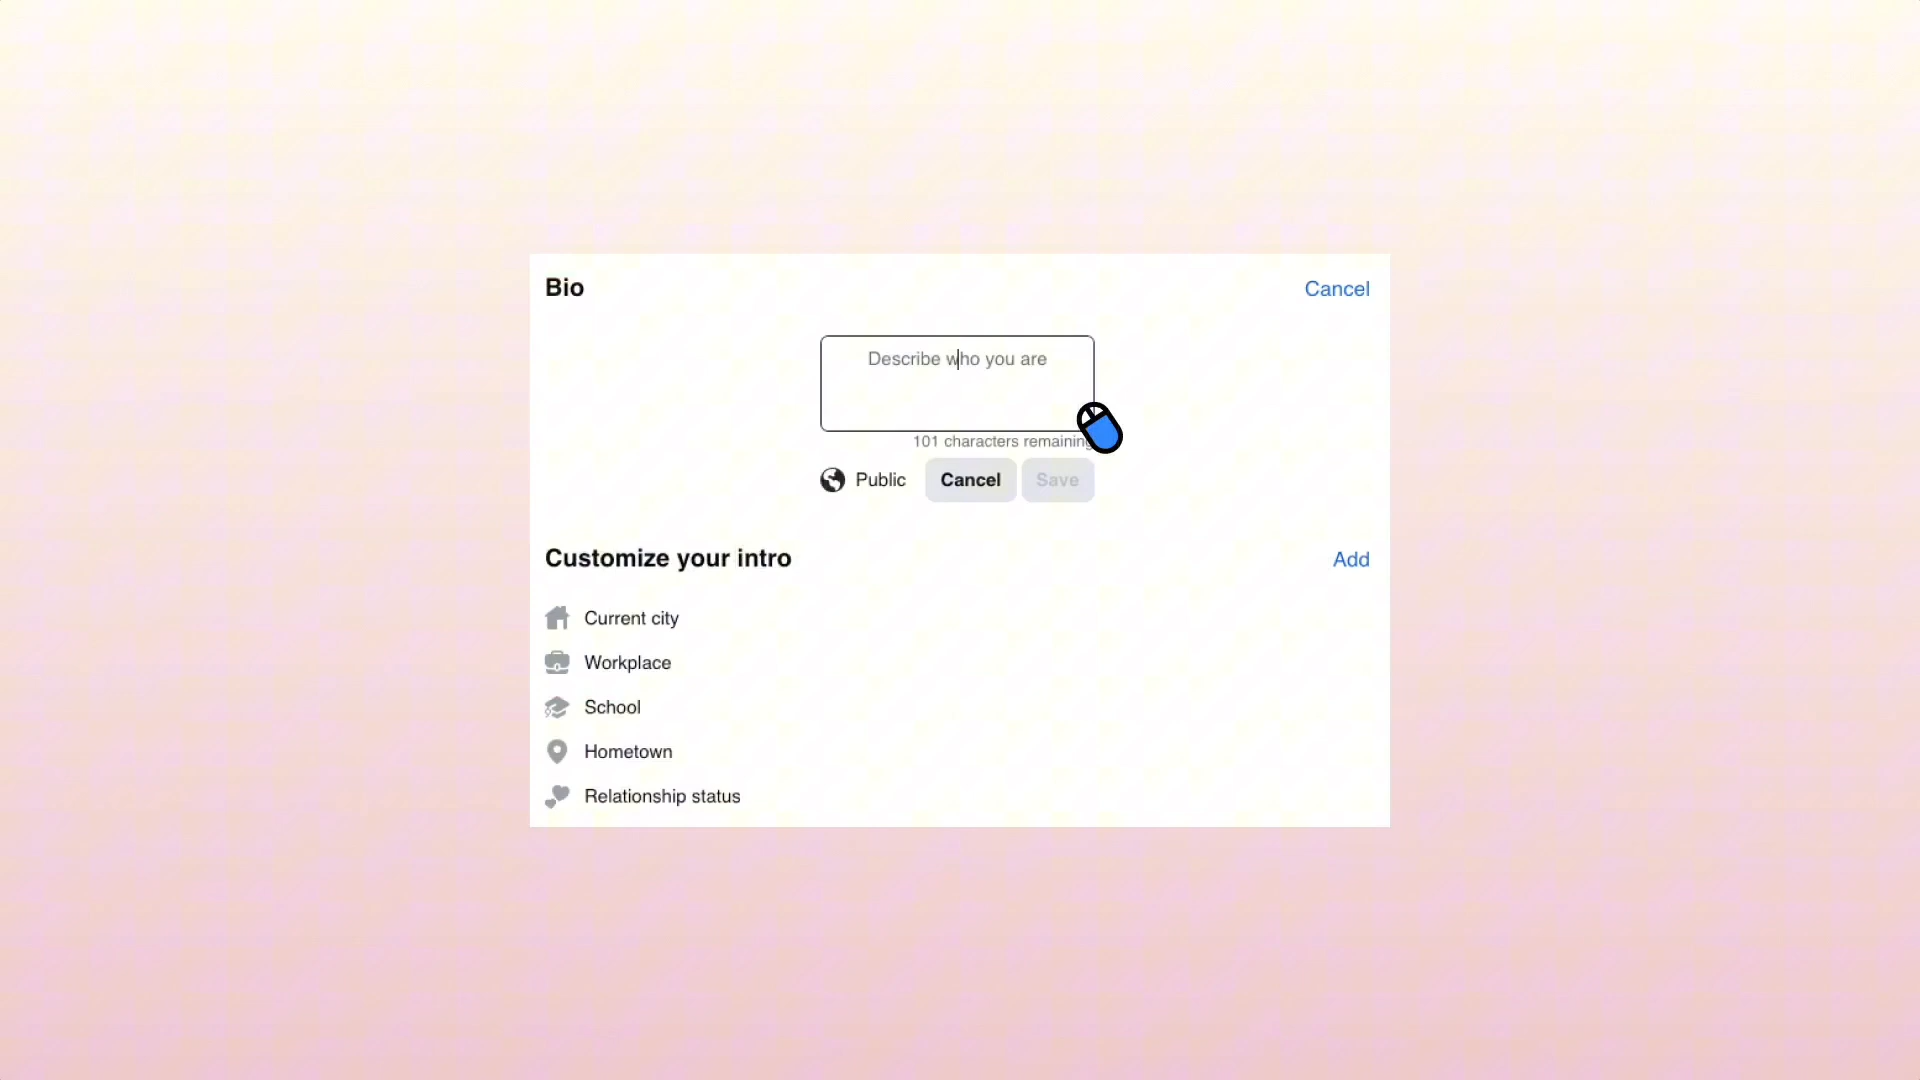 Bio
Cancel
Describe who you are
101 characters remaining
Public
Cancel
Save
Customize your intro
Add
Current city
Workplace
School
Hometown
Relationship status